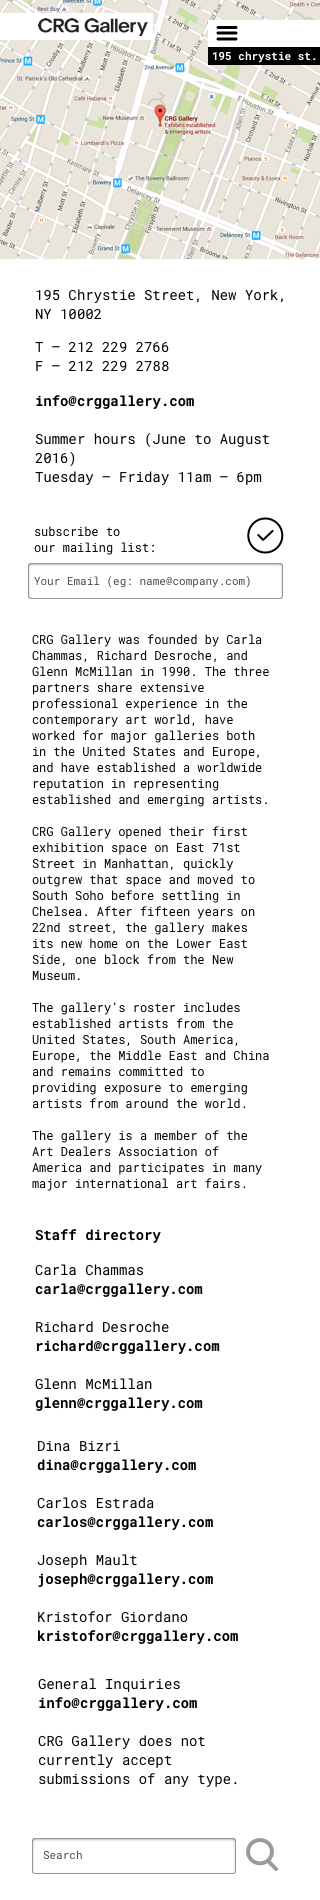 CRG Gallery
195 chrystie st.
Bleecker St
Best Buy
Prince St
E 4th St
E 3rd St
2nd Avenue
E Houston St
St. Patrick's Old Cathedral
Crosby St
Mulberry St
Mott St
Elizabeth St
Bowery
Café Habana
New Museum
CRG Gallery
Exhibits established
& emerging artists
E Houston St
Spring St
Lombardi's Pizza
Allen St
Orchard St
Essex St
Norfolk St
Kenmare St
Pianos
Bowery
The Bowery Ballroom
Beauty & Essex
Delancey St
Rivington St
Centre St
Baxter St
Mulberry St
Mott St
Elizabeth St
Bowery
Capitale
Chrystie St
Forsyth St
Tenement Museum
Delancey St
Back Room
Grand St
Broome St
The Delancey
195 Chrystie Street, New York,
NY 10002
T – 212 229 2766
F – 212 229 2788
info@crggallery.com
Summer hours (June to August
2016)
Tuesday – Friday 11am – 6pm
subscribe to
our mailing list:
Your Email (eg: name@company.com)
CRG Gallery was founded by Carla
Chammas, Richard Desroche, and
Glenn McMillan in 1990. The three
partners share extensive
professional experience in the
contemporary art world, have
worked for major galleries both
in the United States and Europe,
and have established a worldwide
reputation in representing
established and emerging artists.
CRG Gallery opened their first
exhibition space on East 71st
Street in Manhattan, quickly
outgrew that space and moved to
South Soho before settling in
Chelsea. After fifteen years on
22nd street, the gallery makes
its new home on the Lower East
Side, one block from the New
Museum.
The gallery's roster includes
established artists from the
United States, South America,
Europe, the Middle East and China
and remains committed to
providing exposure to emerging
artists from around the world.
The gallery is a member of the
Art Dealers Association of
America and participates in many
major international art fairs.
Staff directory
Carla Chammas
carla@crggallery.com
Richard Desroche
richard@crggallery.com
Glenn McMillan
glenn@crggallery.com
Dina Bizri
dina@crggallery.com
Carlos Estrada
carlos@crggallery.com
Joseph Mault
joseph@crggallery.com
Kristofor Giordano
kristofor@crggallery.com
General Inquiries
info@crggallery.com
CRG Gallery does not
currently accept
submissions of any type.
Search